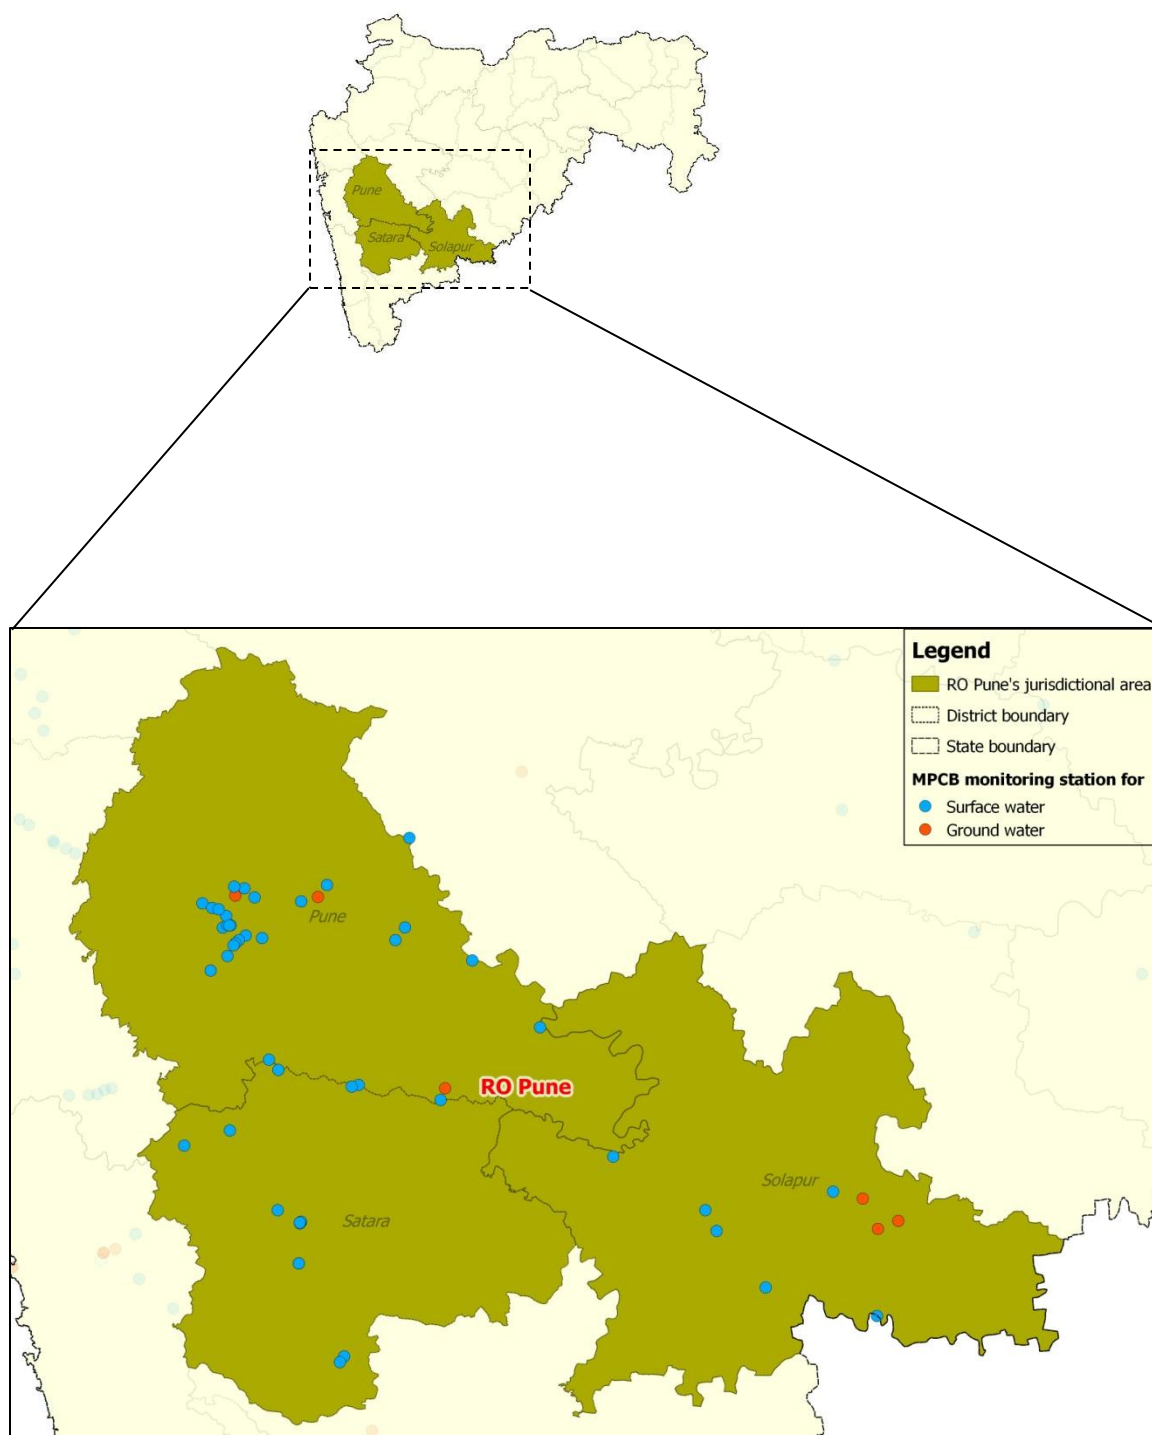 Pune
Satara
Solapur
Legend
RO Pune's jurisdictional area
District boundary
State boundary
MPCB monitoring station for
Surface water
Ground water
Pune
RO Pune
Solapur
Satara